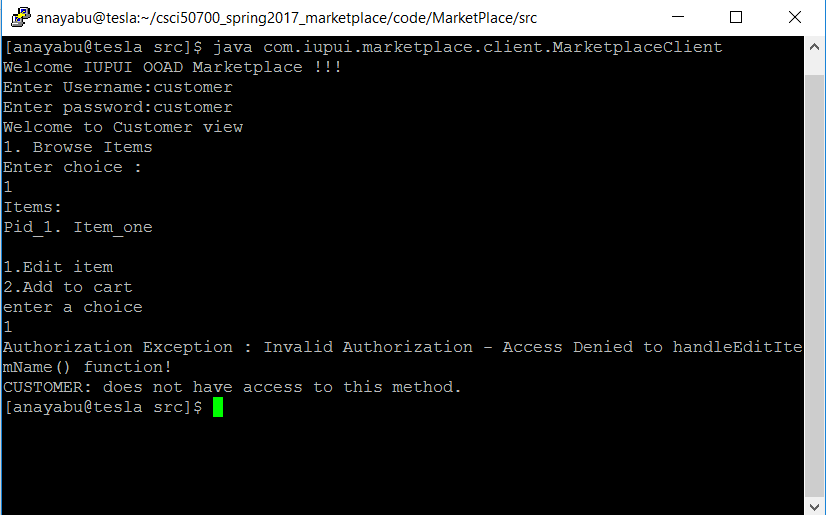 anayabu@tesla:~/csci50700_spring2017_marketplace/code/MarketPlace/src
[anayabu@tesla src]$ java com.iupui.marketplace.client.MarketplaceClient
Welcome IUPUI OOAD Marketplace !!!
Enter Username:customer
Enter password:customer
Welcome to Customer view
1. Browse Items
Enter choice :
1
Items:
Pid_1. Item_one
1.Edit item
2.Add to cart
enter a choice
1
Authorization Exception : Invalid Authorization - Access Denied to handleEditIte
mName() function!
CUSTOMER: does not have access to this method.
[anayabu@tesla src]$